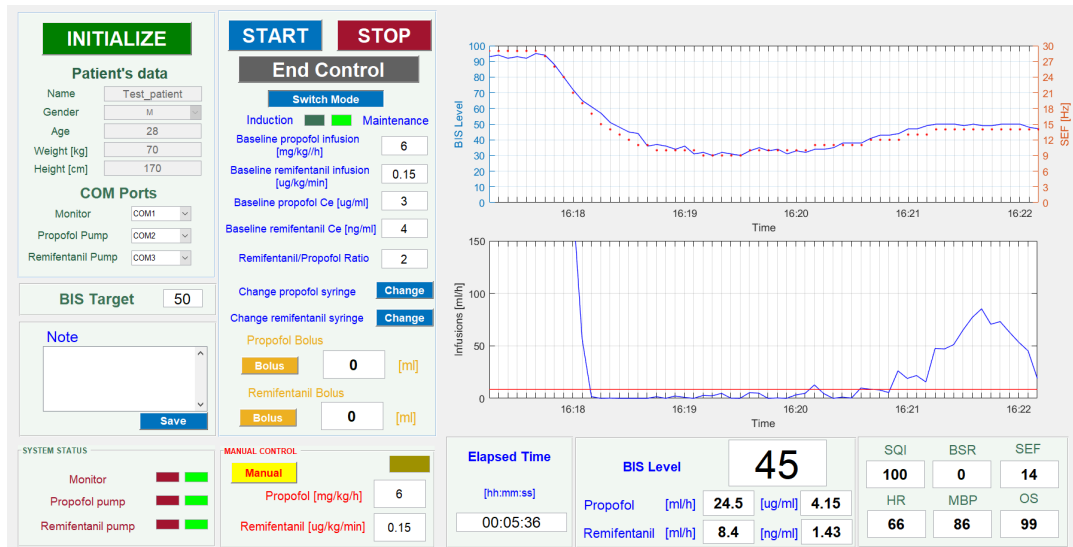 INITIALIZE
Patient's data
Name Test_patient
Gender M
Age 28
Weight [kg] 70
Height [cm] 170
COM Ports
Monitor COM1
Propofol Pump COM2
Remifentanil Pump COM3
BIS Target 50
Note
Save
SYSTEM STATUS
Monitor
Propofol pump
Remifentanil pump
START STOP
End Control
Switch Mode
Induction Maintenance
Baseline propofol infusion
[mg/kg//h] 6
Baseline remifentanil infusion
[ug/kg/min] 0.15
Baseline propofol Ce [ug/ml] 3
Baseline remifentanil Ce [ng/ml] 4
Remifentanil/Propofol Ratio 2
Change propofol syringe Change
Change remifentanil syringe Change
Propofol Bolus
Bolus 0 [ml]
Remifentanil Bolus
Bolus 0 [ml]
MANUAL CONTROL
Manual
Propofol [mg/kg/h] 6
Remifentanil [ug/kg/min] 0.15
BIS Level
100
90
80
70
60
50
40
30
20
10
0
30
27
24
21
18
15
12
9
6
3
0
SEF [Hz]
16:18 16:19 16:20 16:21 16:22
Time
Infusions [ml/h]
150
100
50
0
16:18 16:19 16:20 16:21 16:22
Time
Elapsed Time
[hh:mm:ss]
00:05:36
BIS Level 45
Propofol [ml/h] 24.5 [ug/ml] 4.15
Remifentanil [ml/h] 8.4 [ng/ml] 1.43
SQI BSR SEF
100 0 14
HR MBP OS
66 86 99